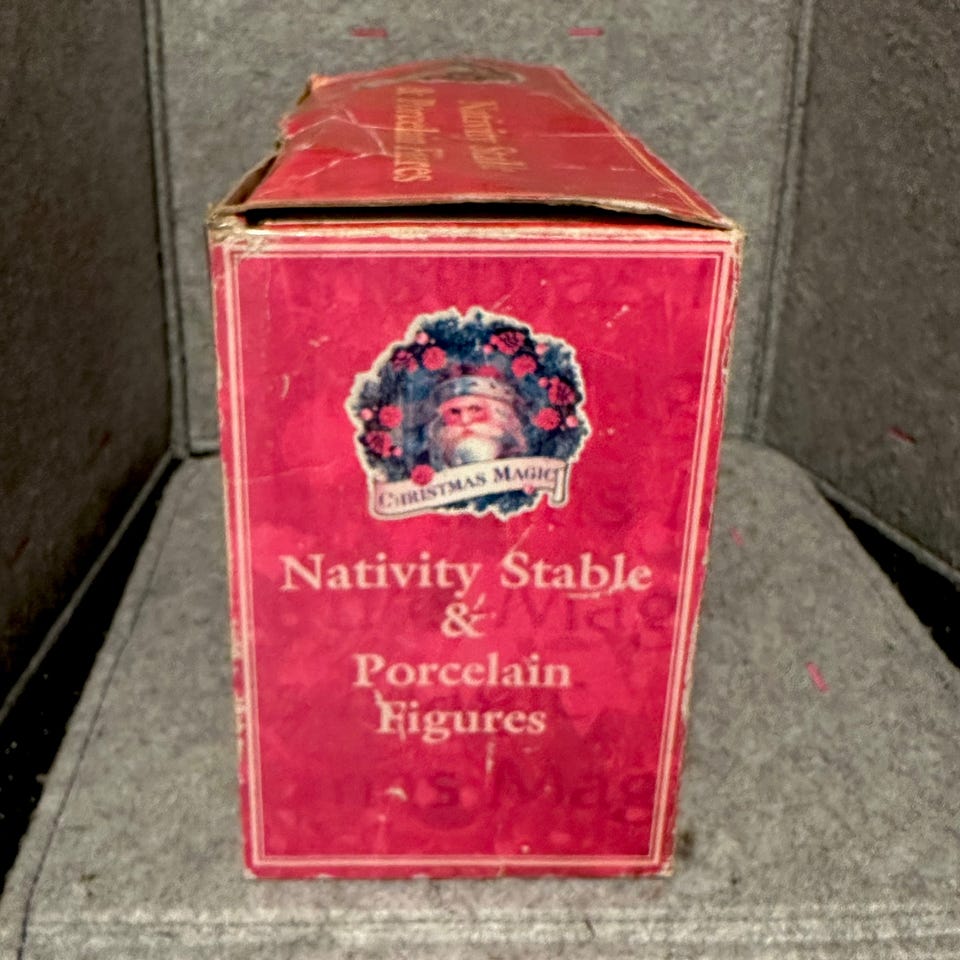 Nativity Stable
& Porcelain Figures
CHRISTMAS MAGIC
Nativity Stable
&
Porcelain
Figures